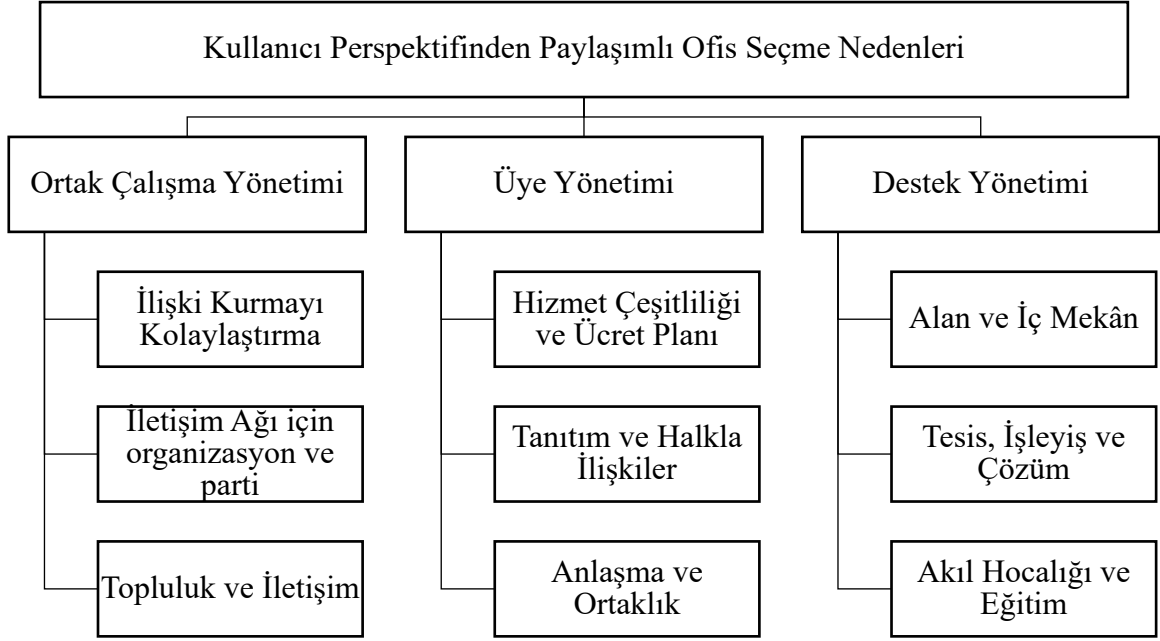 Kullanıcı Perspektifinden Paylaşımlı Ofis Seçme Nedenleri
Ortak Çalışma Yönetimi
İlişki Kurmayı
Kolaylaştırma
İletişim Ağı için
organizasyon ve
parti
Topluluk ve İletişim
Üye Yönetimi
Hizmet Çeşitliliği
ve Ücret Planı
Tanıtım ve Halkla
İlişkiler
Anlaşma ve
Ortaklık
Destek Yönetimi
Alan ve İç Mekân
Tesis, İşleyiş ve
Çözüm
Akıl Hocalığı ve
Eğitim